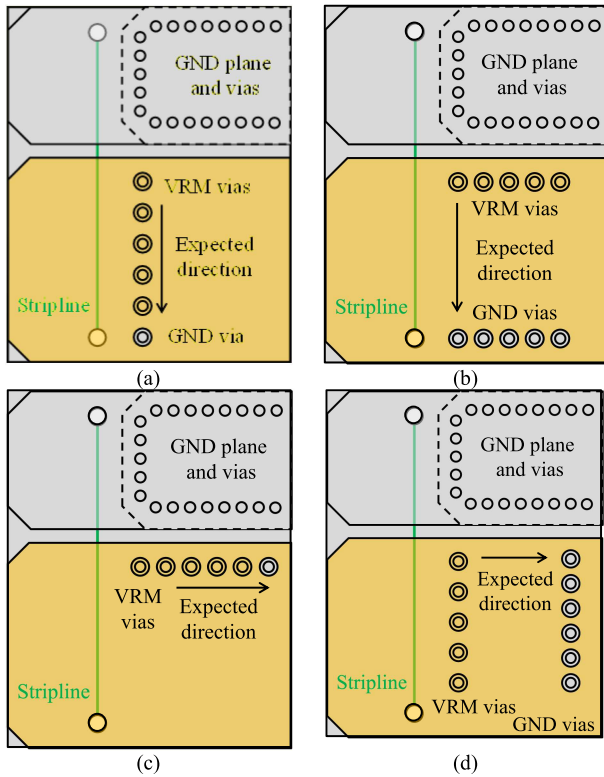 GND plane
and vias
VRM vias
Expected
direction
Stripline
GND via
(a)
GND plane
and vias
VRM vias
Expected
direction
Stripline
GND vias
(b)
GND plane
and vias
VRM
vias
Expected
direction
Stripline
(c)
GND plane
and vias
Expected
direction
Stripline
VRM vias
GND vias
(d)